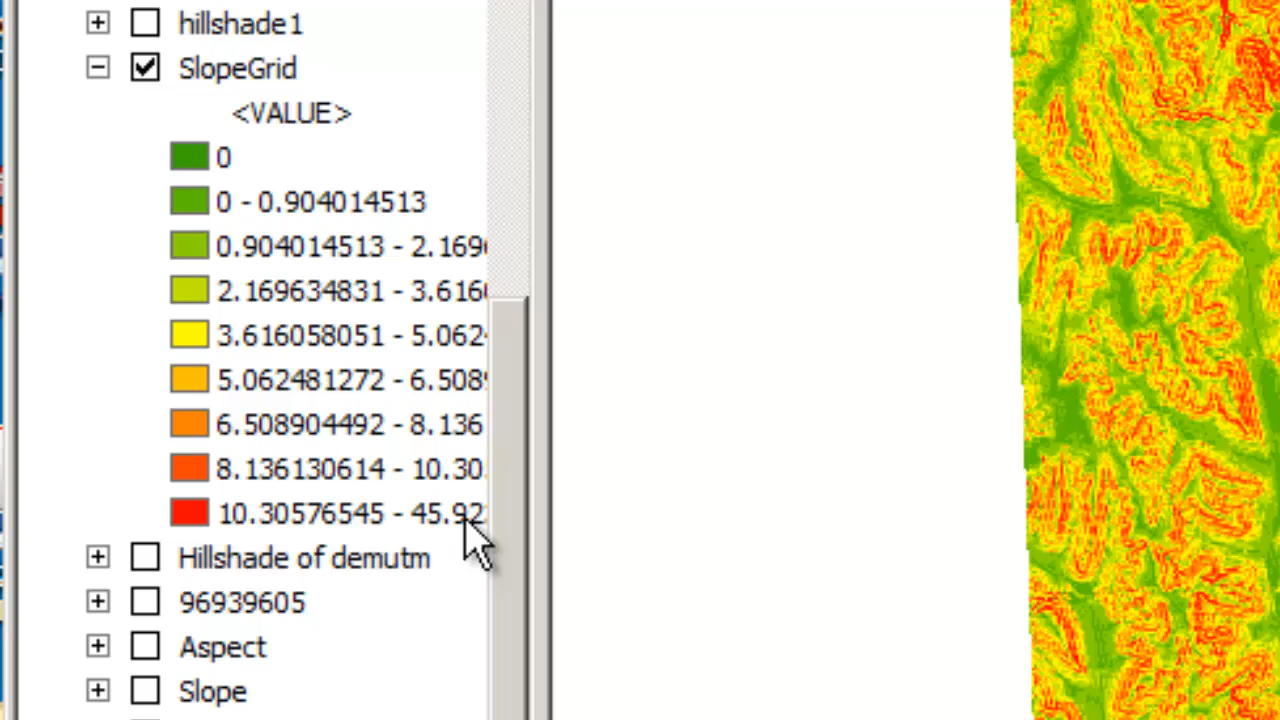 hillshade1
SlopeGrid
<VALUE>
0
0 - 0.904014513
0.904014513 - 2.169
2.169634831 - 3.616
3.616058051 - 5.062
5.062481272 - 6.508
6.508904492 - 8.136
8.136130614 - 10.30
10.30576545 - 45.92
Hillshade of demutm
96939605
Aspect
Slope